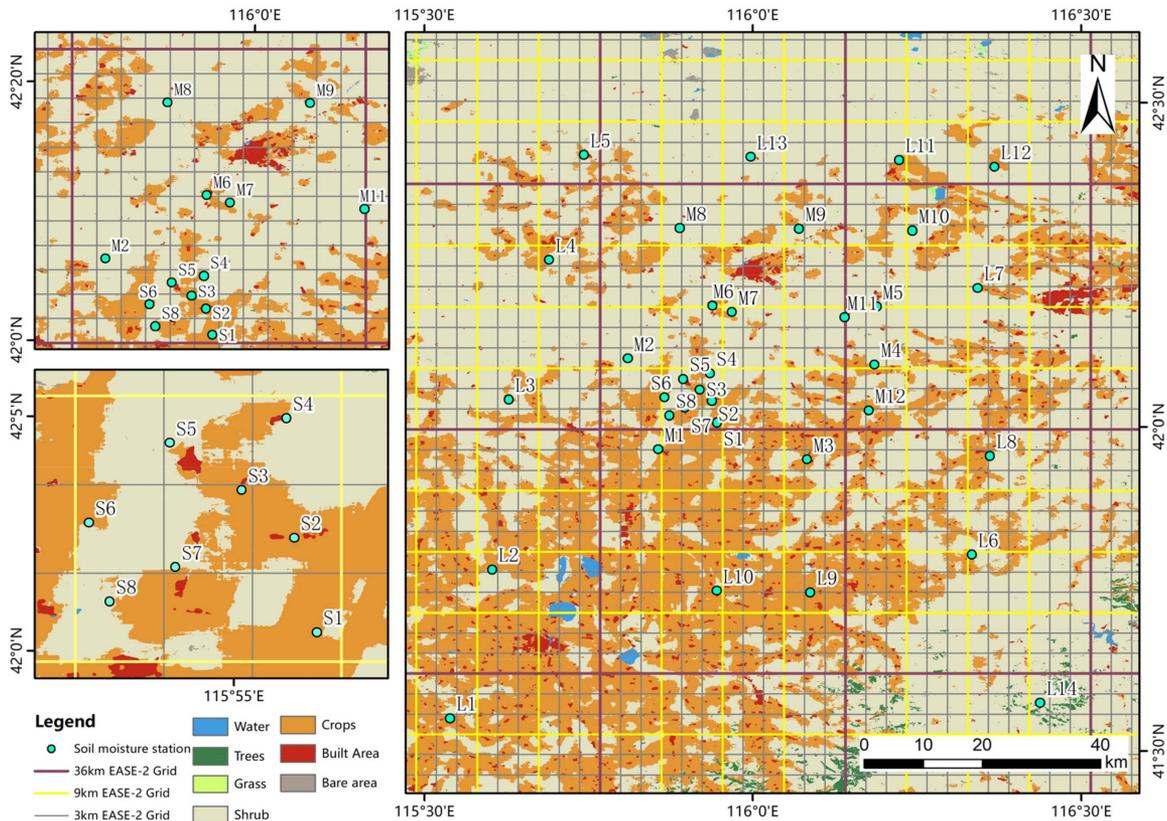 116°0'E
42°20'N
42°0'N
M8
M9
M6
M7
M11
M2
S5
S4
S6
S3
S8
S2
S1
42°5'N
42°0'N
115°55'E
S4
S5
S3
S6
S2
S7
S8
S1
115°30'E
116°0'E
116°30'E
42°30'N
42°0'N
41°30'N
N
L5
L13
L11
L12
M8
M9
M10
L4
L7
M6
M7
M5
M11
M2
S5
S4
M4
L3
S6
S3
M12
S8
S2
S7
S1
M1
M3
L8
L2
L6
L10
L9
L1
L14
0 10 20 40
km
115°30'E
116°0'E
116°30'E
Legend
Soil moisture station
36km EASE-2 Grid
9km EASE-2 Grid
3km EASE-2 Grid
Water
Trees
Grass
Shrub
Crops
Built Area
Bare area